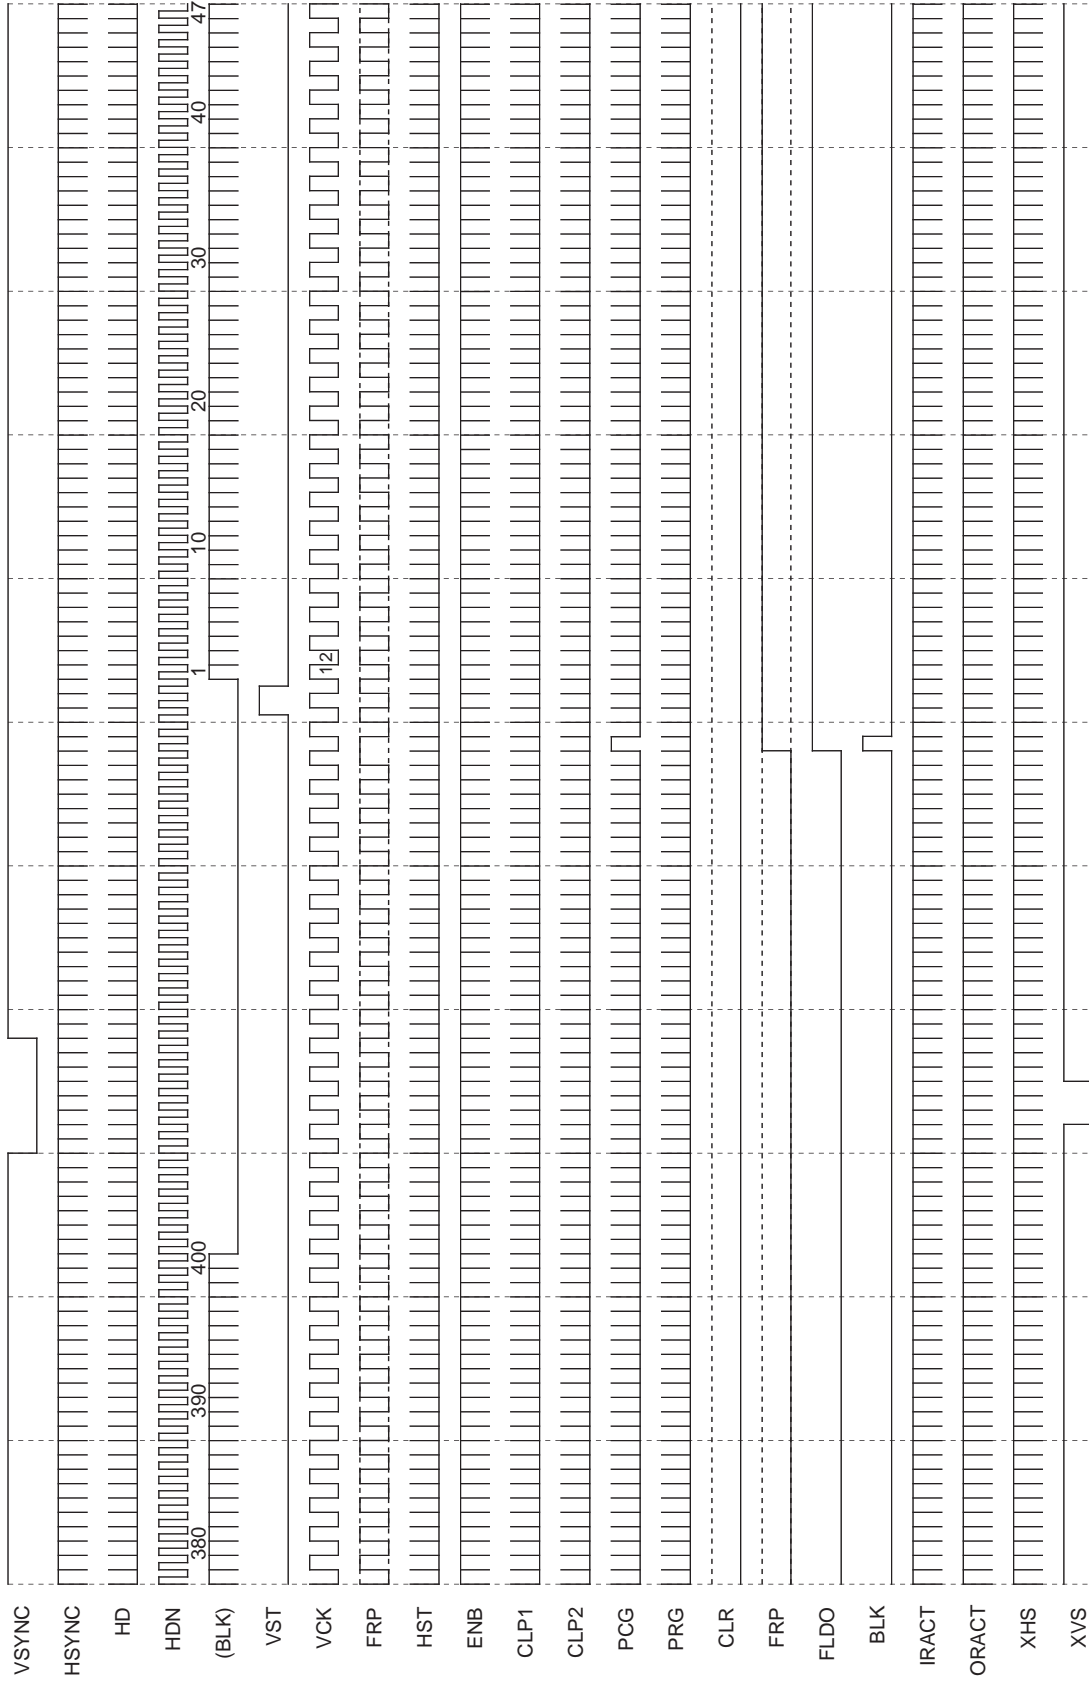 VSYNC
HSYNC
HD
HDN
380 390 400 1 10 20 30 40 47
(BLK)
VST
VCK 1 2
FRP
HST
ENB
CLP1
CLP2
PCG
PRG
CLR
FRP
FLDO
BLK
IRACT
ORACT
XHS
XVS